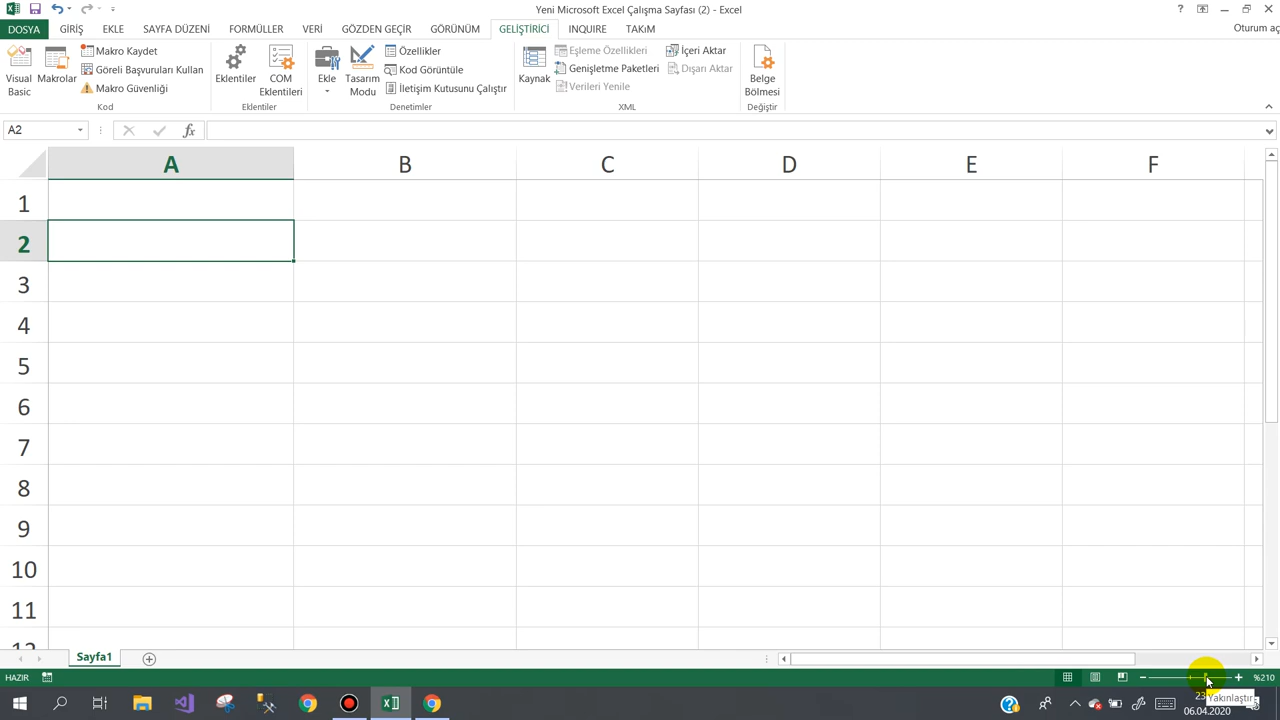 Yeni Microsoft Excel Çalışma Sayfası (2) - Excel
?
DOSYA GİRİŞ EKLE SAYFA DÜZENİ FORMÜLLER VERİ GÖZDEN GEÇİR GÖRÜNÜM GELİŞTİRİCİ INQUIRE TAKIM Oturum aç
Visual Basic
Makrolar
Makro Kaydet
Göreli Başvuruları Kullan
Makro Güvenliği
Kod
Eklentiler
COM Eklentileri
Eklentiler
Ekle
Tasarım Modu
Özellikler
Kod Görüntüle
İletişim Kutusunu Çalıştır
Denetimler
Kaynak
Eşleme Özellikleri
Genişletme Paketleri
Verileri Yenile
İçeri Aktar
Dışarı Aktar
XML
Belge Bölmesi
Değiştir
A2 fx
A B C D E F
1
2
3
4
5
6
7
8
9
10
11
12
Sayfa1
HAZIR %210
Yakınlaştır
06.04.2020